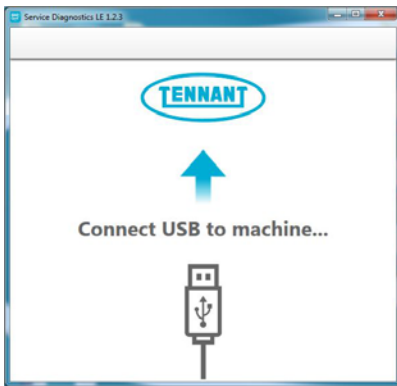 Service Diagnostics LE 1.2.3
TENNANT
Connect USB to machine...